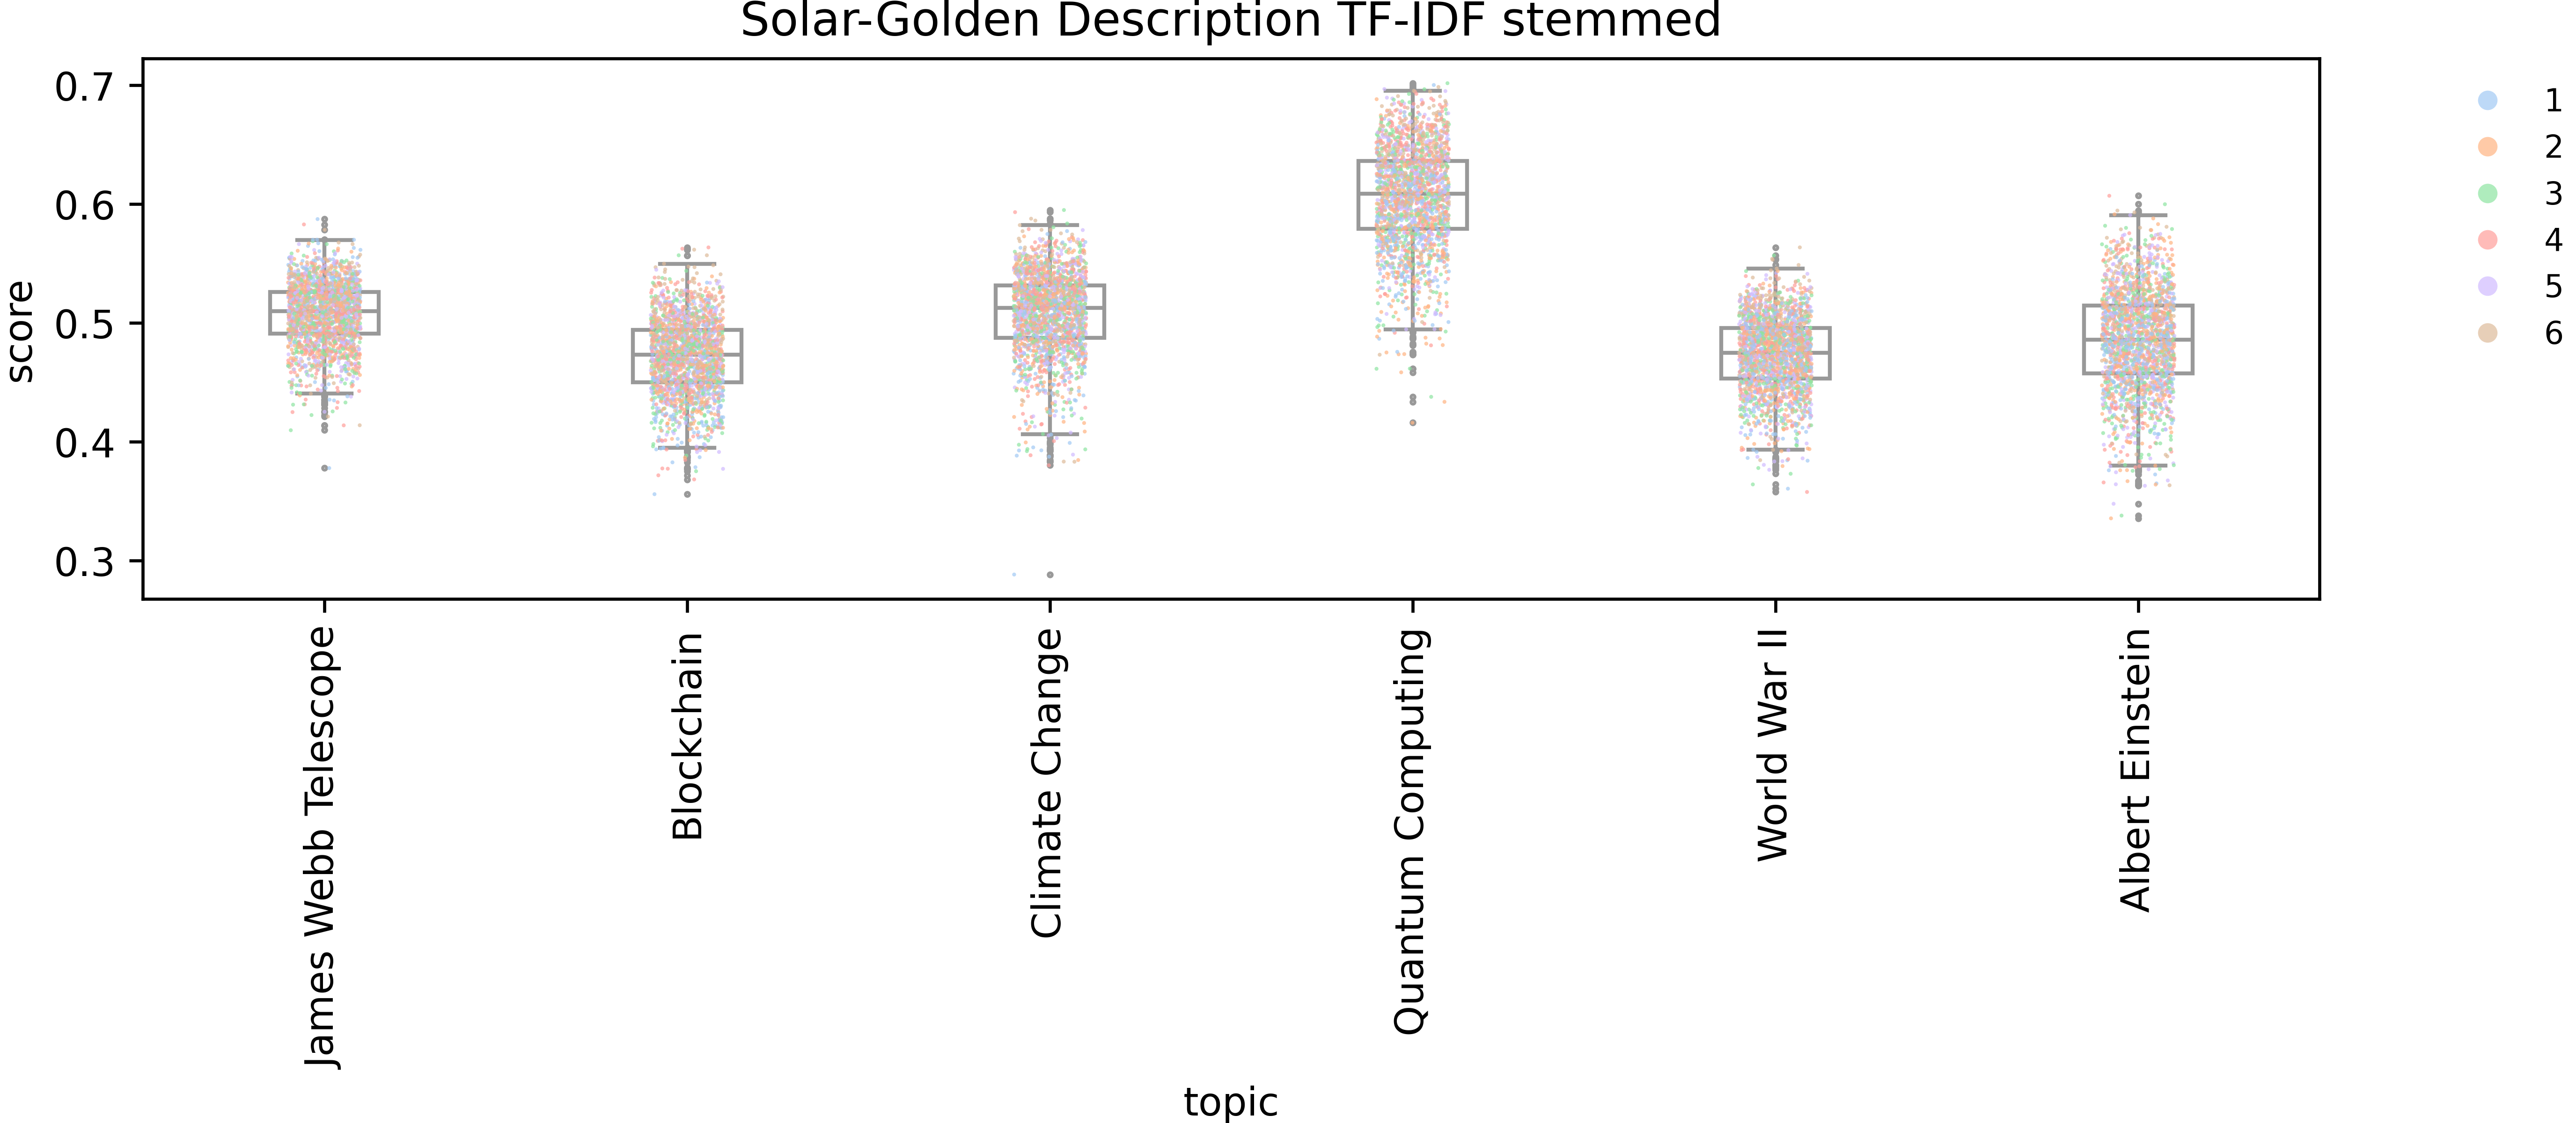 Solar-Golden Description TF-IDF stemmed
score
0.7
0.6
0.5
0.4
0.3
James Webb Telescope
Blockchain
Climate Change
Quantum Computing
World War II
Albert Einstein
topic
1
2
3
4
5
6